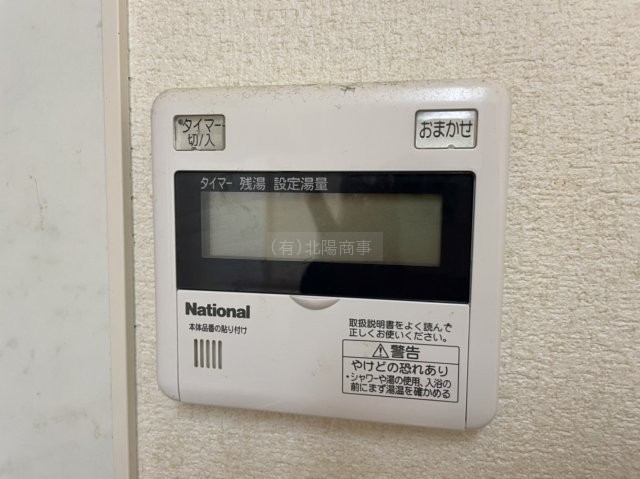 タイマー
切/入
おまかせ
タイマー 残湯 設定湯量
(有)北陽商事
National
本体品番の貼り付け
取扱説明書をよく読んで
正しくお使いください。
⚠警告
やけどの恐れあり
・シャワーや湯の使用、入浴の
前にまず湯温を確かめる